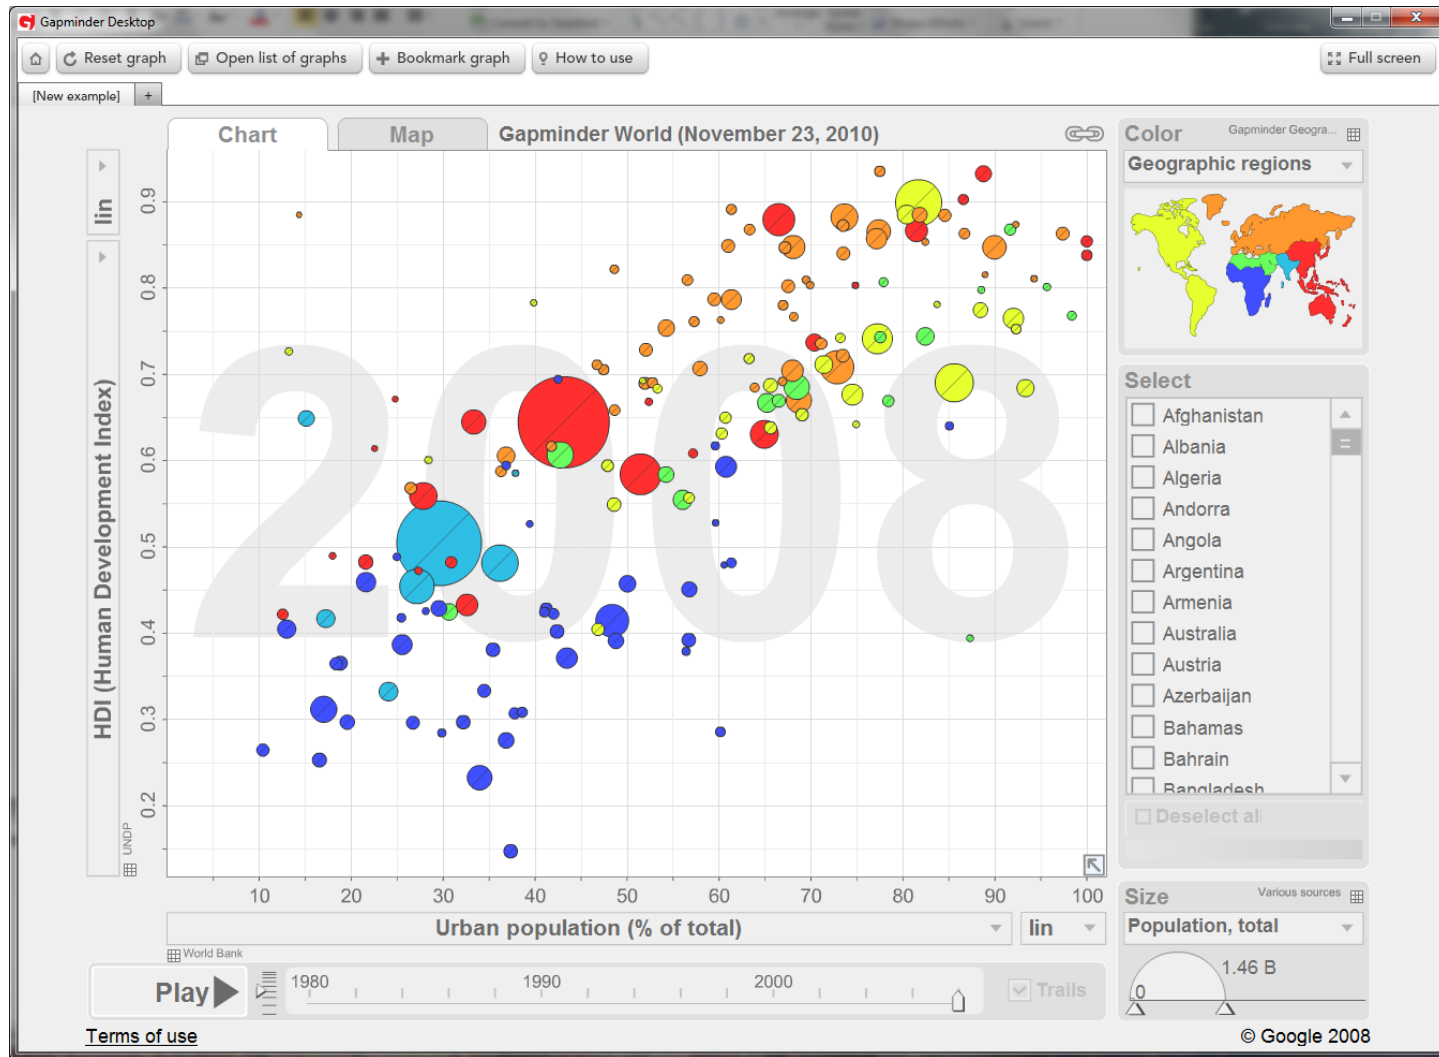 Gapminder Desktop
Reset graph
Open list of graphs
Bookmark graph
How to use
Full screen
[New example]
+
Chart
Map
Gapminder World (November 23, 2010)
Color
Gapminder Geogra...
Geographic regions
lin
HDI (Human Development Index)
UNDP
0.9
0.8
0.7
0.6
0.5
0.4
0.3
0.2
2008
10 20 30 40 50 60 70 80 90 100
Urban population (% of total)
lin
World Bank
Select
Afghanistan
Albania
Algeria
Andorra
Angola
Argentina
Armenia
Australia
Austria
Azerbaijan
Bahamas
Bahrain
Bangladesh
Deselect all
Size
Various sources
Population, total
1.46 B
0
Play
1980 1990 2000
Trails
Terms of use
© Google 2008